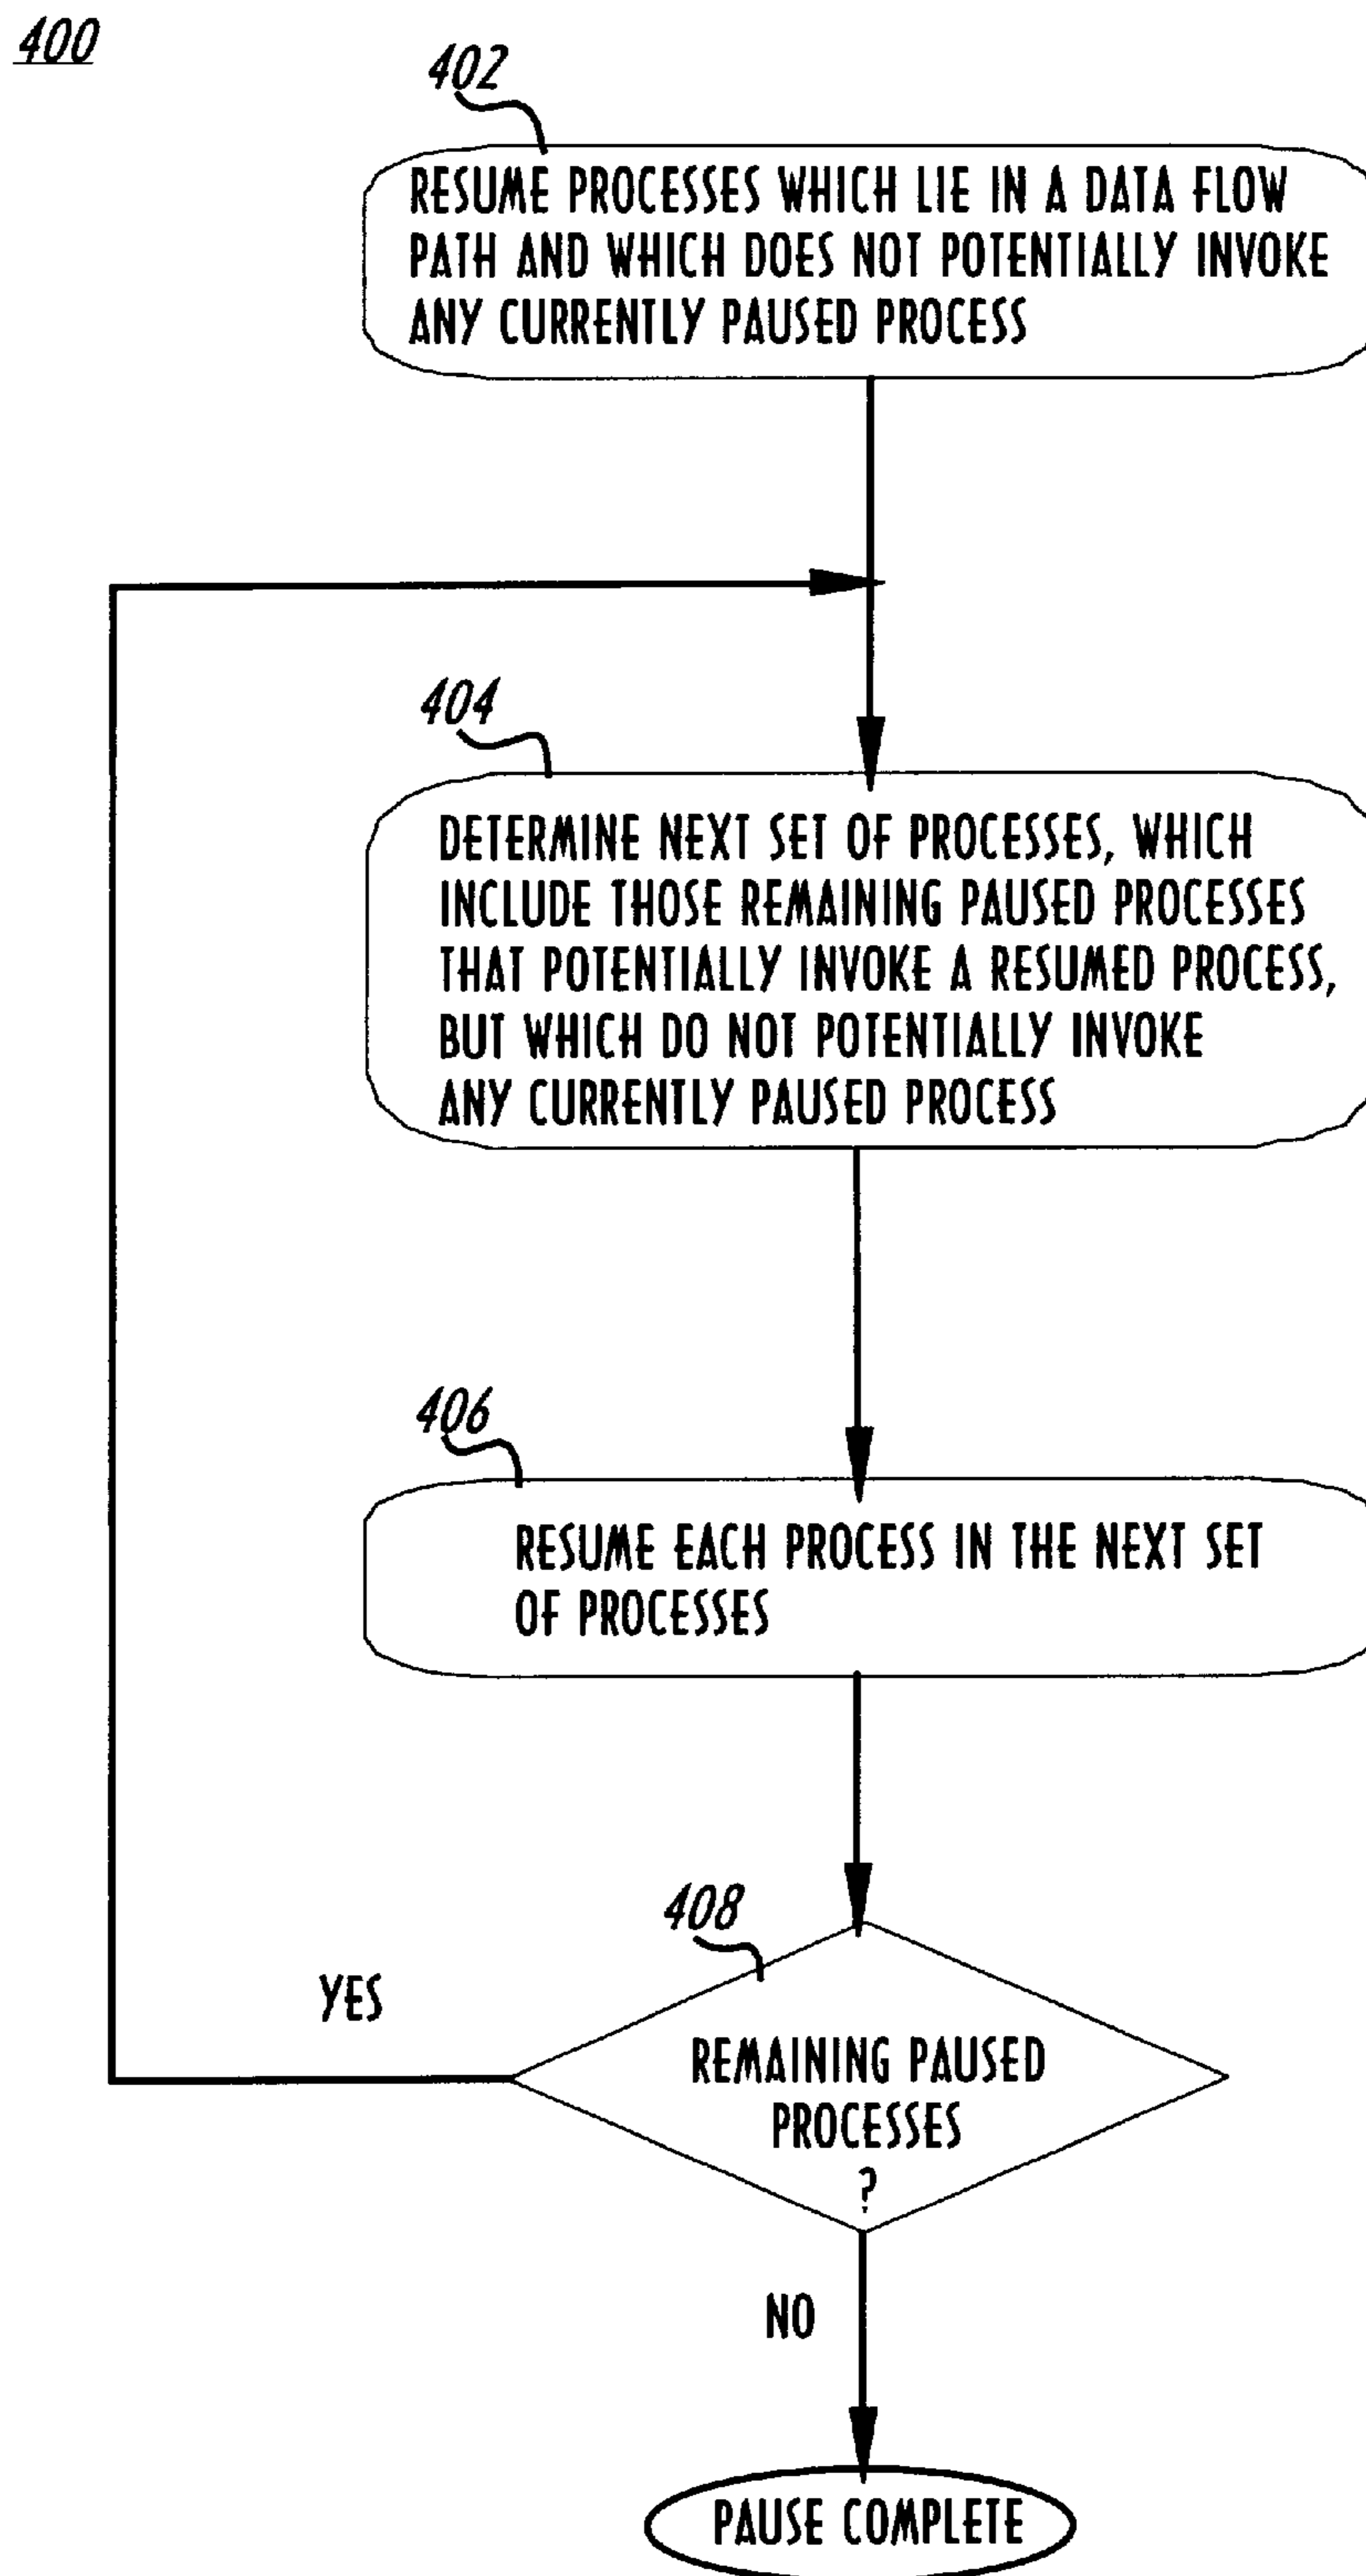 400
402
RESUME PROCESSES WHICH LIE IN A DATA FLOW
PATH AND WHICH DOES NOT POTENTIALLY INVOKE
ANY CURRENTLY PAUSED PROCESS
404
DETERMINE NEXT SET OF PROCESSES, WHICH
INCLUDE THOSE REMAINING PAUSED PROCESSES
THAT POTENTIALLY INVOKE A RESUMED PROCESS,
BUT WHICH DO NOT POTENTIALLY INVOKE
ANY CURRENTLY PAUSED PROCESS
406
RESUME EACH PROCESS IN THE NEXT SET
OF PROCESSES
408
YES
REMAINING PAUSED
PROCESSES
?
NO
PAUSE COMPLETE